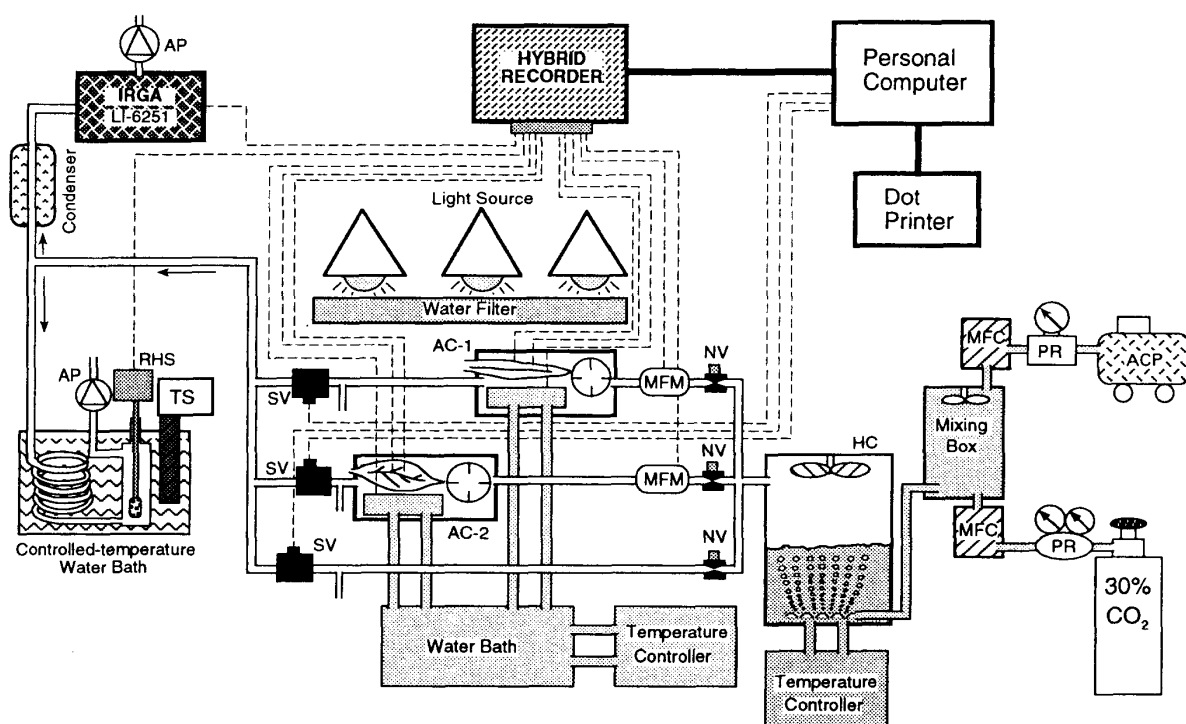 AP
HYBRID
RECORDER
Personal
Computer
IRGA
LI-6251
Condenser
Dot
Printer
Light Source
Water Filter
MFC
PR
ACP
AC-1
NV
RHS
AP
TS
SV
MFM
Mixing
Box
HC
SV
MFM
NV
AC-2
MFC
PR
Controlled-temperature
Water Bath
SV
NV
30%
CO2
Water Bath
Temperature
Controller
Temperature
Controller